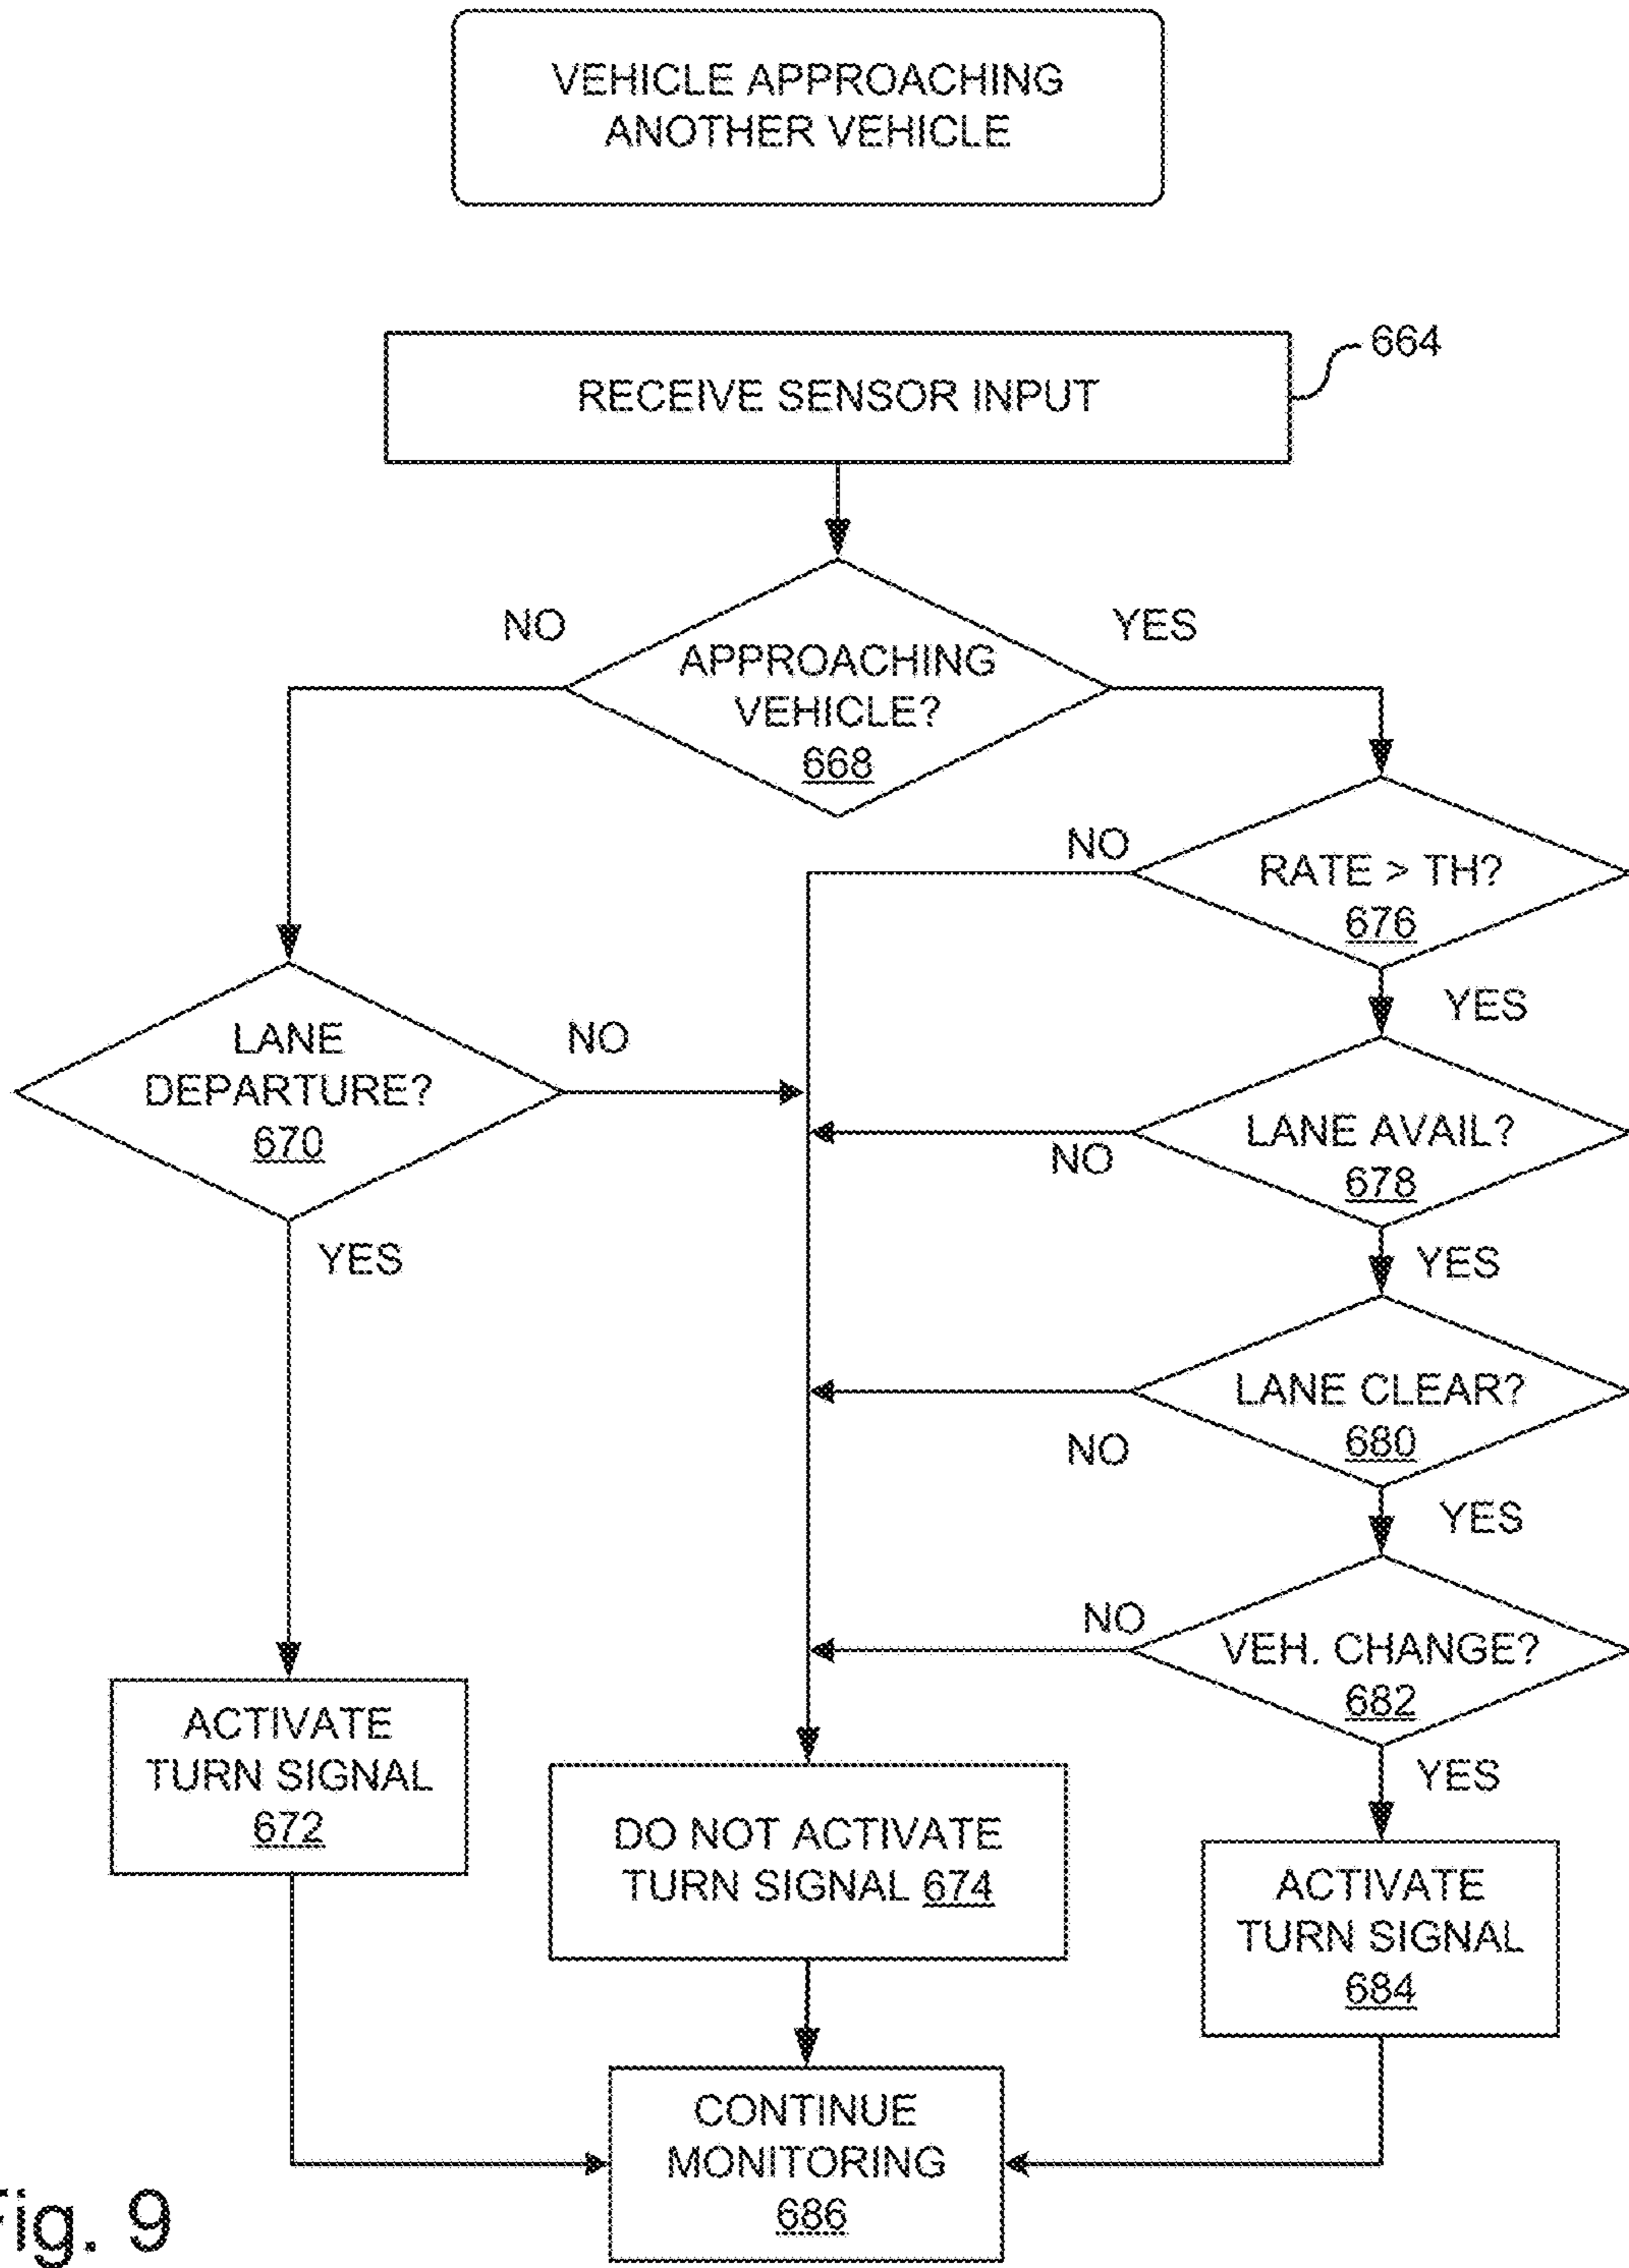 VEHICLE APPROACHING
ANOTHER VEHICLE
664
RECEIVE SENSOR INPUT
NO
YES
APPROACHING
VEHICLE?
668
NO
RATE > TH?
676
YES
LANE
DEPARTURE?
670
NO
LANE AVAIL?
678
NO
YES
YES
LANE CLEAR?
680
NO
YES
NO
VEH. CHANGE?
682
YES
ACTIVATE
TURN SIGNAL
672
DO NOT ACTIVATE
TURN SIGNAL 674
ACTIVATE
TURN SIGNAL
684
CONTINUE
MONITORING
686
Fig. 9